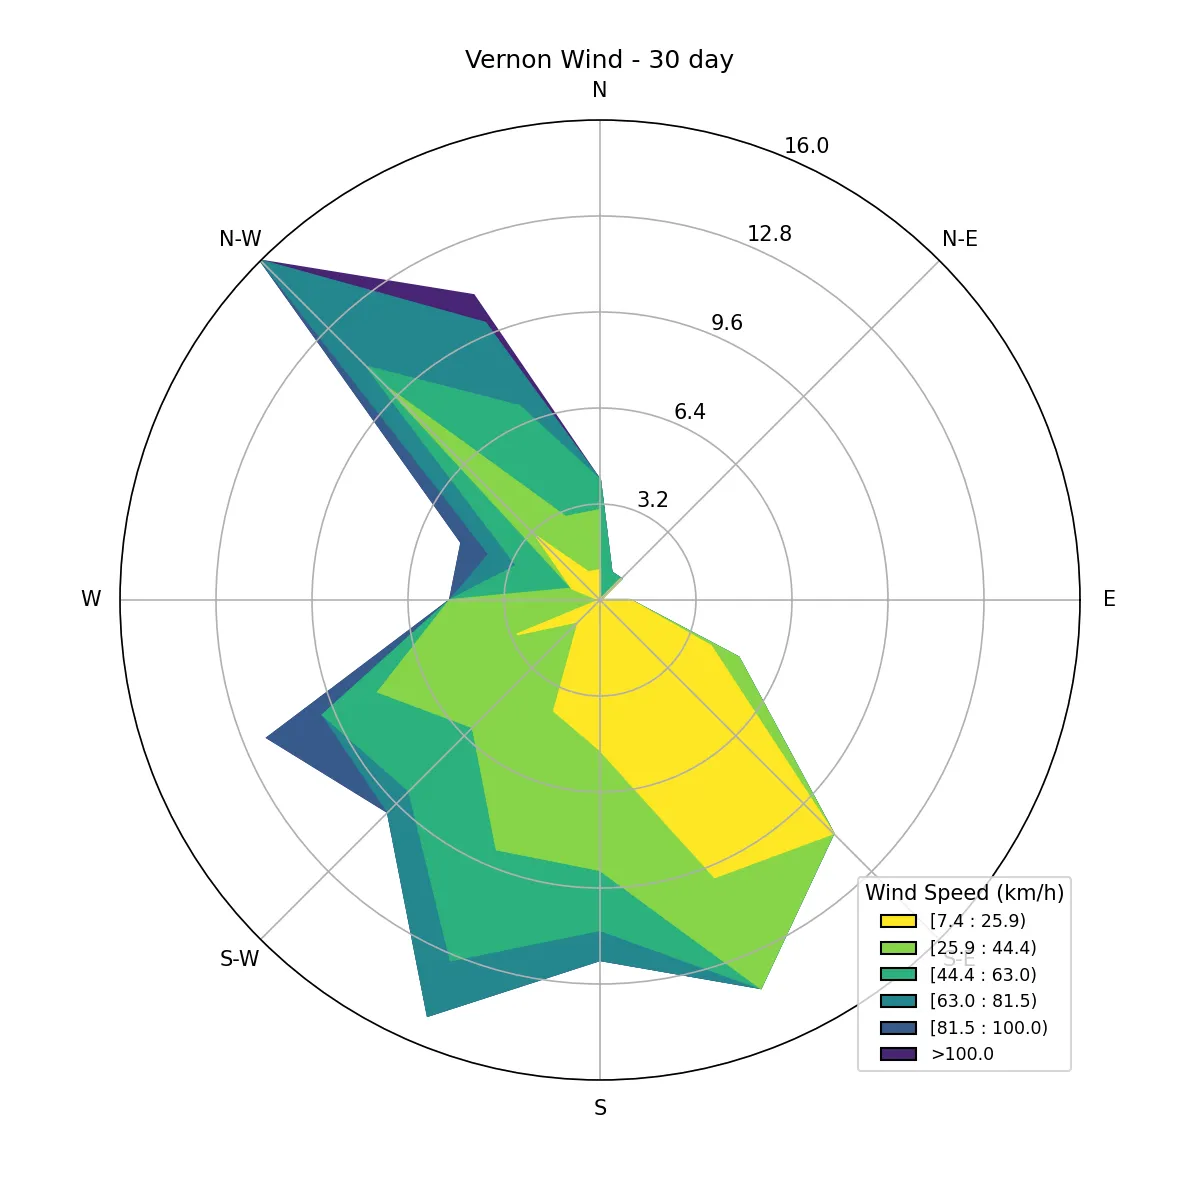 Vernon Wind - 30 day
N
16.0
N-W
12.8
N-E
9.6
6.4
3.2
W
E
S-W
S-E
Wind Speed (km/h)
[7.4 : 25.9)
[25.9 : 44.4)
[44.4 : 63.0)
[63.0 : 81.5)
[81.5 : 100.0)
>100.0
S